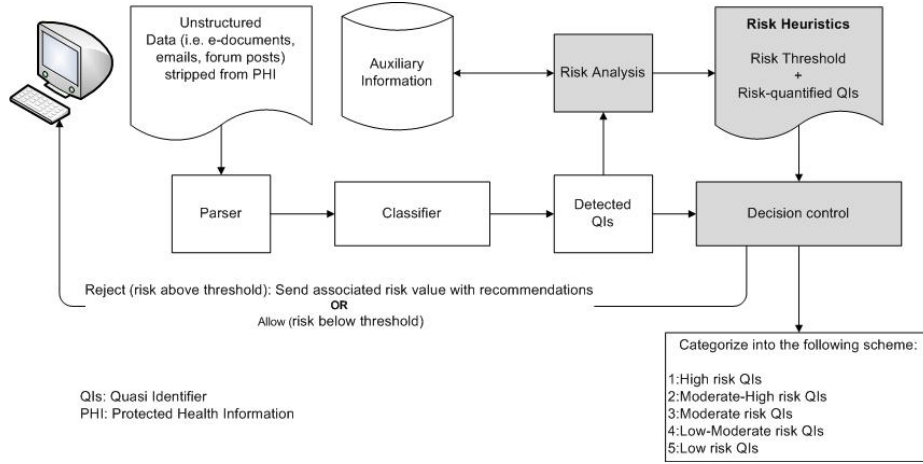 Unstructured
Data (i.e. e-documents,
emails, forum posts)
stripped from PHI
Auxiliary
Information
Risk Analysis
Risk Heuristics
Risk Threshold
+
Risk-quantified QIs
Parser
Classifier
Detected
QIs
Decision control
Reject (risk above threshold): Send associated risk value with recommendations
OR
Allow (risk below threshold)
Categorize into the following scheme:
1:High risk QIs
2:Moderate-High risk QIs
3:Moderate risk QIs
4:Low-Moderate risk QIs
5:Low risk QIs
QIs: Quasi Identifier
PHI: Protected Health Information